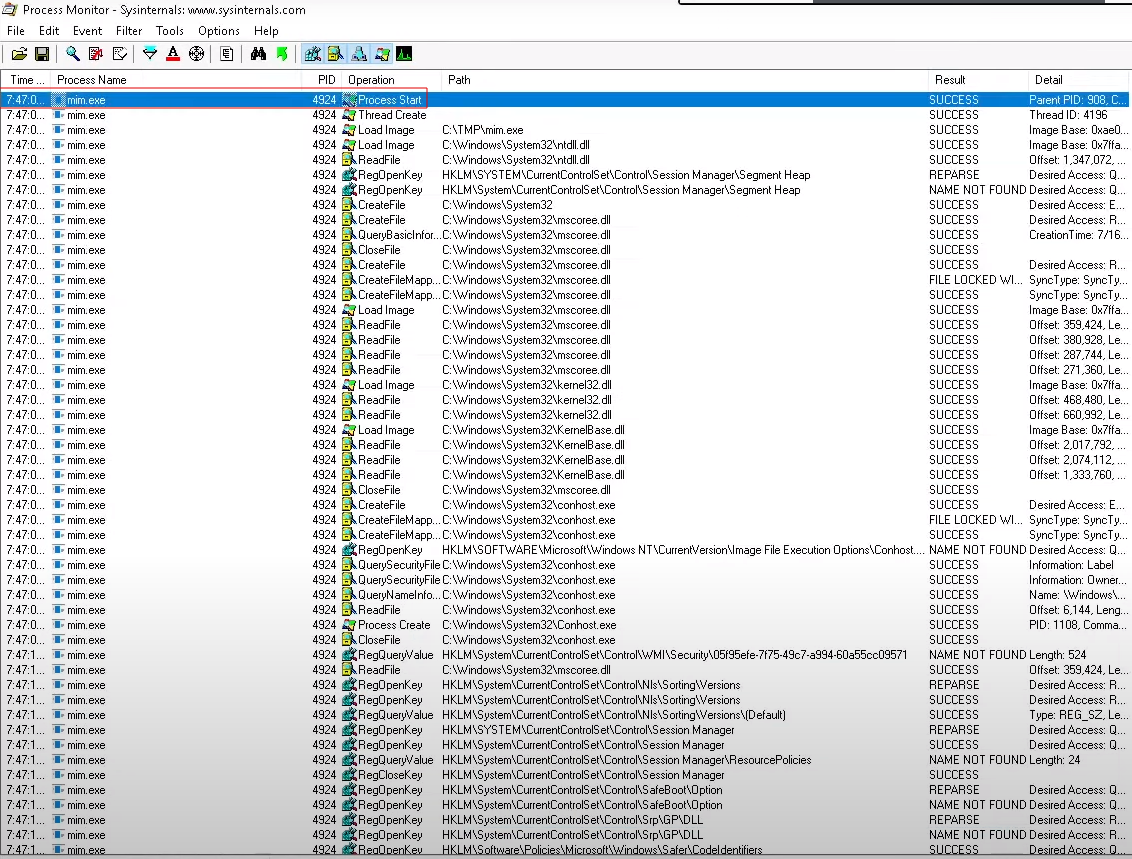 Process Monitor - Sysinternals: www.sysinternals.com
File Edit Event Filter Tools Options Help
Time ... Process Name PID Operation Path Result Detail
7:47:0... mim.exe 4924 Process Start SUCCESS Parent PID: 908, C...
7:47:0... mim.exe 4924 Thread Create SUCCESS Thread ID: 4196
7:47:0... mim.exe 4924 Load Image C:\TMP\mim.exe SUCCESS Image Base: 0xae0...
7:47:0... mim.exe 4924 Load Image C:\Windows\System32\ntdll.dll SUCCESS Image Base: 0x7ffa...
7:47:0... mim.exe 4924 ReadFile C:\Windows\System32\ntdll.dll SUCCESS Offset: 1,347,072, ...
7:47:0... mim.exe 4924 RegOpenKey HKLM\SYSTEM\CurrentControlSet\Control\Session Manager\Segment Heap REPARSE Desired Access: Q...
7:47:0... mim.exe 4924 RegOpenKey HKLM\System\CurrentControlSet\Control\Session Manager\Segment Heap NAME NOT FOUND Desired Access: Q...
7:47:0... mim.exe 4924 CreateFile C:\Windows\System32 SUCCESS Desired Access: E...
7:47:0... mim.exe 4924 CreateFile C:\Windows\System32\mscoree.dll SUCCESS Desired Access: R...
7:47:0... mim.exe 4924 QueryBasicInfor... C:\Windows\System32\mscoree.dll SUCCESS CreationTime: 7/16...
7:47:0... mim.exe 4924 CloseFile C:\Windows\System32\mscoree.dll SUCCESS
7:47:0... mim.exe 4924 CreateFile C:\Windows\System32\mscoree.dll SUCCESS Desired Access: R...
7:47:0... mim.exe 4924 CreateFileMapp... C:\Windows\System32\mscoree.dll FILE LOCKED WI... SyncType: SyncTy...
7:47:0... mim.exe 4924 CreateFileMapp... C:\Windows\System32\mscoree.dll SUCCESS SyncType: SyncTy...
7:47:0... mim.exe 4924 Load Image C:\Windows\System32\mscoree.dll SUCCESS Image Base: 0x7ffa...
7:47:0... mim.exe 4924 ReadFile C:\Windows\System32\mscoree.dll SUCCESS Offset: 359,424, Le...
7:47:0... mim.exe 4924 ReadFile C:\Windows\System32\mscoree.dll SUCCESS Offset: 380,928, Le...
7:47:0... mim.exe 4924 ReadFile C:\Windows\System32\mscoree.dll SUCCESS Offset: 287,744, Le...
7:47:0... mim.exe 4924 ReadFile C:\Windows\System32\mscoree.dll SUCCESS Offset: 271,360, Le...
7:47:0... mim.exe 4924 Load Image C:\Windows\System32\kernel32.dll SUCCESS Image Base: 0x7ffa...
7:47:0... mim.exe 4924 ReadFile C:\Windows\System32\kernel32.dll SUCCESS Offset: 468,480, Le...
7:47:0... mim.exe 4924 ReadFile C:\Windows\System32\kernel32.dll SUCCESS Offset: 660,992, Le...
7:47:0... mim.exe 4924 Load Image C:\Windows\System32\KernelBase.dll SUCCESS Image Base: 0x7ffa...
7:47:0... mim.exe 4924 ReadFile C:\Windows\System32\KernelBase.dll SUCCESS Offset: 2,017,792, ...
7:47:0... mim.exe 4924 ReadFile C:\Windows\System32\KernelBase.dll SUCCESS Offset: 2,074,112, ...
7:47:0... mim.exe 4924 ReadFile C:\Windows\System32\KernelBase.dll SUCCESS Offset: 1,333,760, ...
7:47:0... mim.exe 4924 CloseFile C:\Windows\System32\mscoree.dll SUCCESS
7:47:0... mim.exe 4924 CreateFile C:\Windows\System32\conhost.exe SUCCESS Desired Access: E...
7:47:0... mim.exe 4924 CreateFileMapp... C:\Windows\System32\conhost.exe FILE LOCKED WI... SyncType: SyncTy...
7:47:0... mim.exe 4924 CreateFileMapp... C:\Windows\System32\conhost.exe SUCCESS SyncType: SyncTy...
7:47:0... mim.exe 4924 RegOpenKey HKLM\SOFTWARE\Microsoft\Windows NT\CurrentVersion\Image File Execution Options\Conhost.... NAME NOT FOUND Desired Access: Q...
7:47:0... mim.exe 4924 QuerySecurityFile C:\Windows\System32\conhost.exe SUCCESS Information: Label
7:47:0... mim.exe 4924 QuerySecurityFile C:\Windows\System32\conhost.exe SUCCESS Information: Owner...
7:47:0... mim.exe 4924 QueryNameInfo... C:\Windows\System32\conhost.exe SUCCESS Name: \Windows\...
7:47:0... mim.exe 4924 ReadFile C:\Windows\System32\conhost.exe SUCCESS Offset: 6,144, Leng...
7:47:0... mim.exe 4924 Process Create C:\Windows\System32\Conhost.exe SUCCESS PID: 1108, Comma...
7:47:0... mim.exe 4924 CloseFile C:\Windows\System32\conhost.exe SUCCESS
7:47:1... mim.exe 4924 RegQueryValue HKLM\System\CurrentControlSet\Control\WMI\Security\05f95efe-7f75-49c7-a994-60a55cc09571 NAME NOT FOUND Length: 524
7:47:1... mim.exe 4924 ReadFile C:\Windows\System32\mscoree.dll SUCCESS Offset: 359,424, Le...
7:47:1... mim.exe 4924 RegOpenKey HKLM\System\CurrentControlSet\Control\Nls\Sorting\Versions REPARSE Desired Access: R...
7:47:1... mim.exe 4924 RegOpenKey HKLM\System\CurrentControlSet\Control\Nls\Sorting\Versions SUCCESS Desired Access: R...
7:47:1... mim.exe 4924 RegQueryValue HKLM\System\CurrentControlSet\Control\Nls\Sorting\Versions\(Default) SUCCESS Type: REG_SZ, Le...
7:47:1... mim.exe 4924 RegOpenKey HKLM\SYSTEM\CurrentControlSet\Control\Session Manager REPARSE Desired Access: Q...
7:47:1... mim.exe 4924 RegOpenKey HKLM\System\CurrentControlSet\Control\Session Manager SUCCESS Desired Access: Q...
7:47:1... mim.exe 4924 RegQueryValue HKLM\System\CurrentControlSet\Control\Session Manager\ResourcePolicies NAME NOT FOUND Length: 24
7:47:1... mim.exe 4924 RegCloseKey HKLM\System\CurrentControlSet\Control\Session Manager SUCCESS
7:47:1... mim.exe 4924 RegOpenKey HKLM\System\CurrentControlSet\Control\SafeBoot\Option REPARSE Desired Access: Q...
7:47:1... mim.exe 4924 RegOpenKey HKLM\System\CurrentControlSet\Control\SafeBoot\Option NAME NOT FOUND Desired Access: Q...
7:47:1... mim.exe 4924 RegOpenKey HKLM\System\CurrentControlSet\Control\Srp\GP\DLL REPARSE Desired Access: Q...
7:47:1... mim.exe 4924 RegOpenKey HKLM\System\CurrentControlSet\Control\Srp\GP\DLL NAME NOT FOUND Desired Access: Q...
7:47:1... mim.exe 4924 RegOpenKey HKLM\Software\Policies\Microsoft\Windows\Safer\CodeIdentifiers SUCCESS Desired Access: Q...